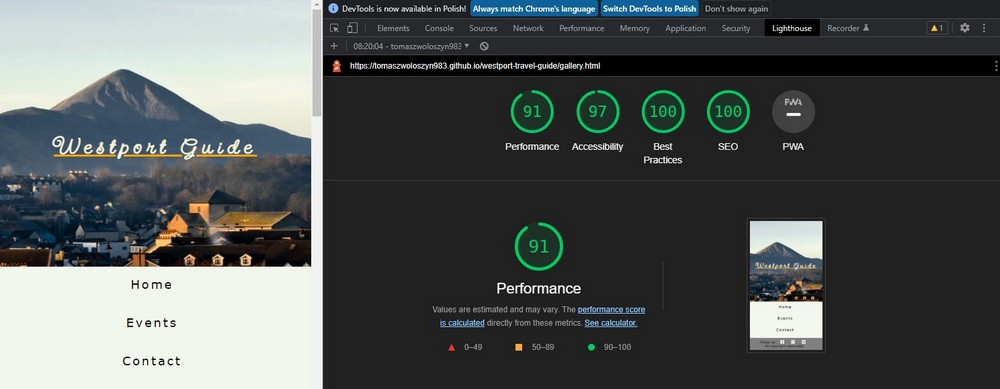 Westport Guide
Home
Events
Contact
DevTools is now available in Polish! Always match Chrome's language Switch DevTools to Polish Don't show again
Elements Console Sources Network Performance Memory Application Security Lighthouse Recorder 1
08:20:04 - tomaszwoloszyn983
https://tomaszwoloszyn983.github.io/westport-travel-guide/gallery.html
91 97 100 100 PWA
Performance Accessibility Best Practices SEO PWA
91
Performance
Values are estimated and may vary. The performance score
is calculated directly from these metrics. See calculator.
0–49 50–89 90–100
Westport Guide
Home
Events
Contact